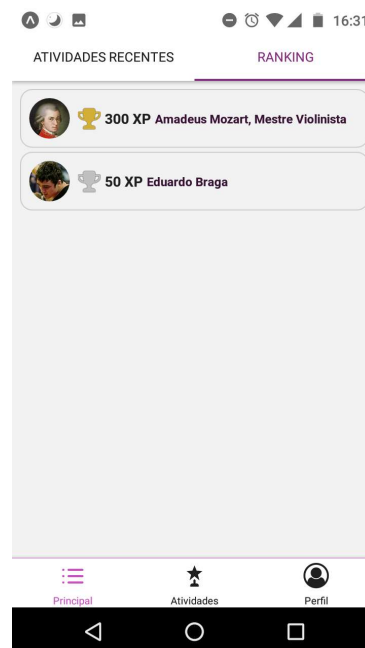 16:31
ATIVIDADES RECENTES RANKING
300 XP Amadeus Mozart, Mestre Violinista
50 XP Eduardo Braga
Principal Atividades Perfil